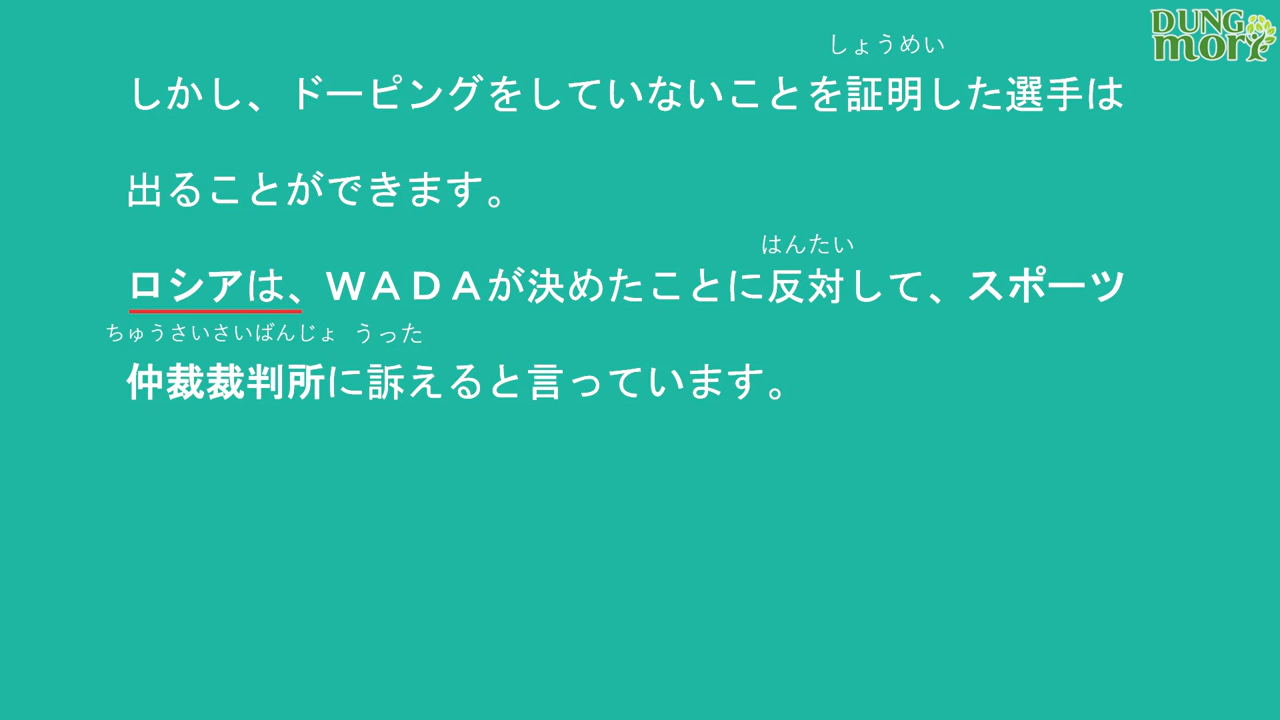 DUNG
mori
しょうめい
しかし、ドーピングをしていないことを証明した選手は
出ることができます。
はんたい
ロシアは、ＷＡＤＡが決めたことに反対して、スポーツ
ちゅうさいさいばんじょ うった
仲裁裁判所に訴えると言っています。